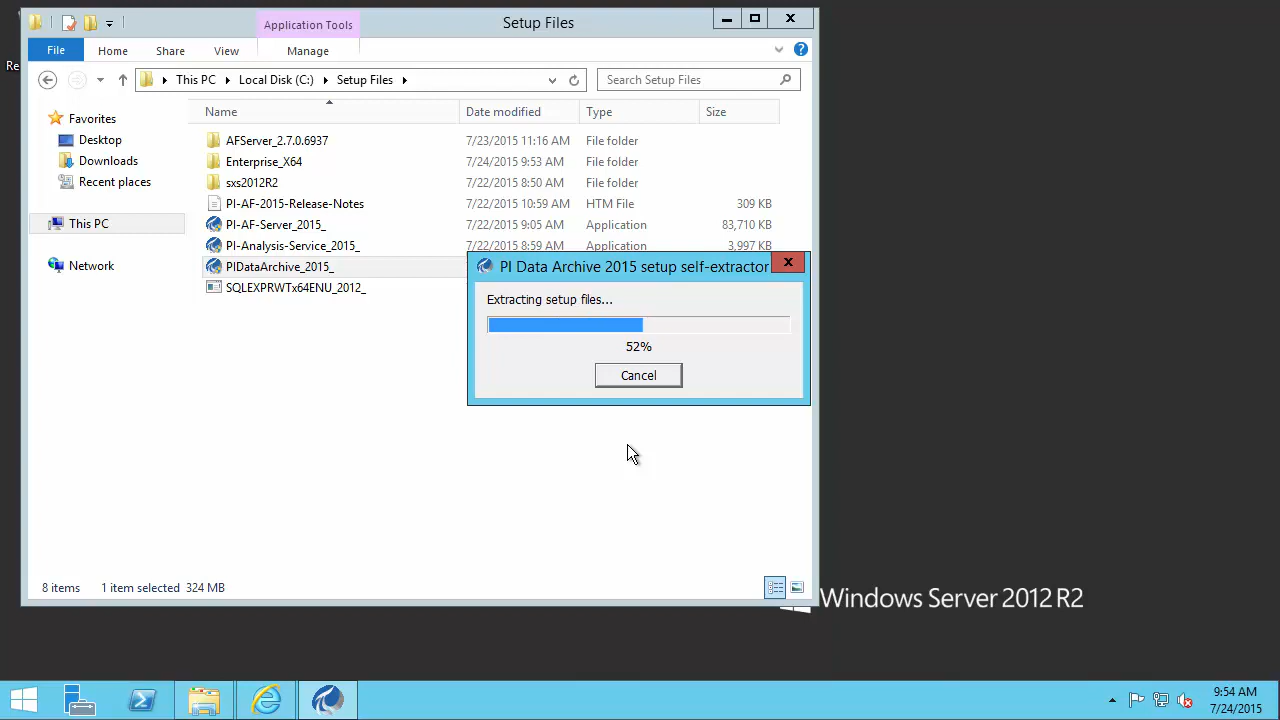 Application Tools
Setup Files
File
Home
Share
View
Manage
This PC
Local Disk (C:)
Setup Files
Search Setup Files
Re
Favorites
Desktop
Downloads
Recent places
This PC
Network
Name
Date modified
Type
Size
AFServer_2.7.0.6937 7/23/2015 11:16 AM File folder
Enterprise_X64 7/24/2015 9:53 AM File folder
sxs2012R2 7/22/2015 8:50 AM File folder
PI-AF-2015-Release-Notes 7/22/2015 10:59 AM HTM File 309 KB
PI-AF-Server_2015_ 7/22/2015 9:05 AM Application 83,710 KB
PI-Analysis-Service_2015_ 7/22/2015 8:59 AM Application 3,997 KB
PIDataArchive_2015_
SQLEXPRWTx64ENU_2012_
PI Data Archive 2015 setup self-extractor
Extracting setup files...
52%
Cancel
8 items 1 item selected 324 MB
Windows Server 2012 R2
9:54 AM
7/24/2015